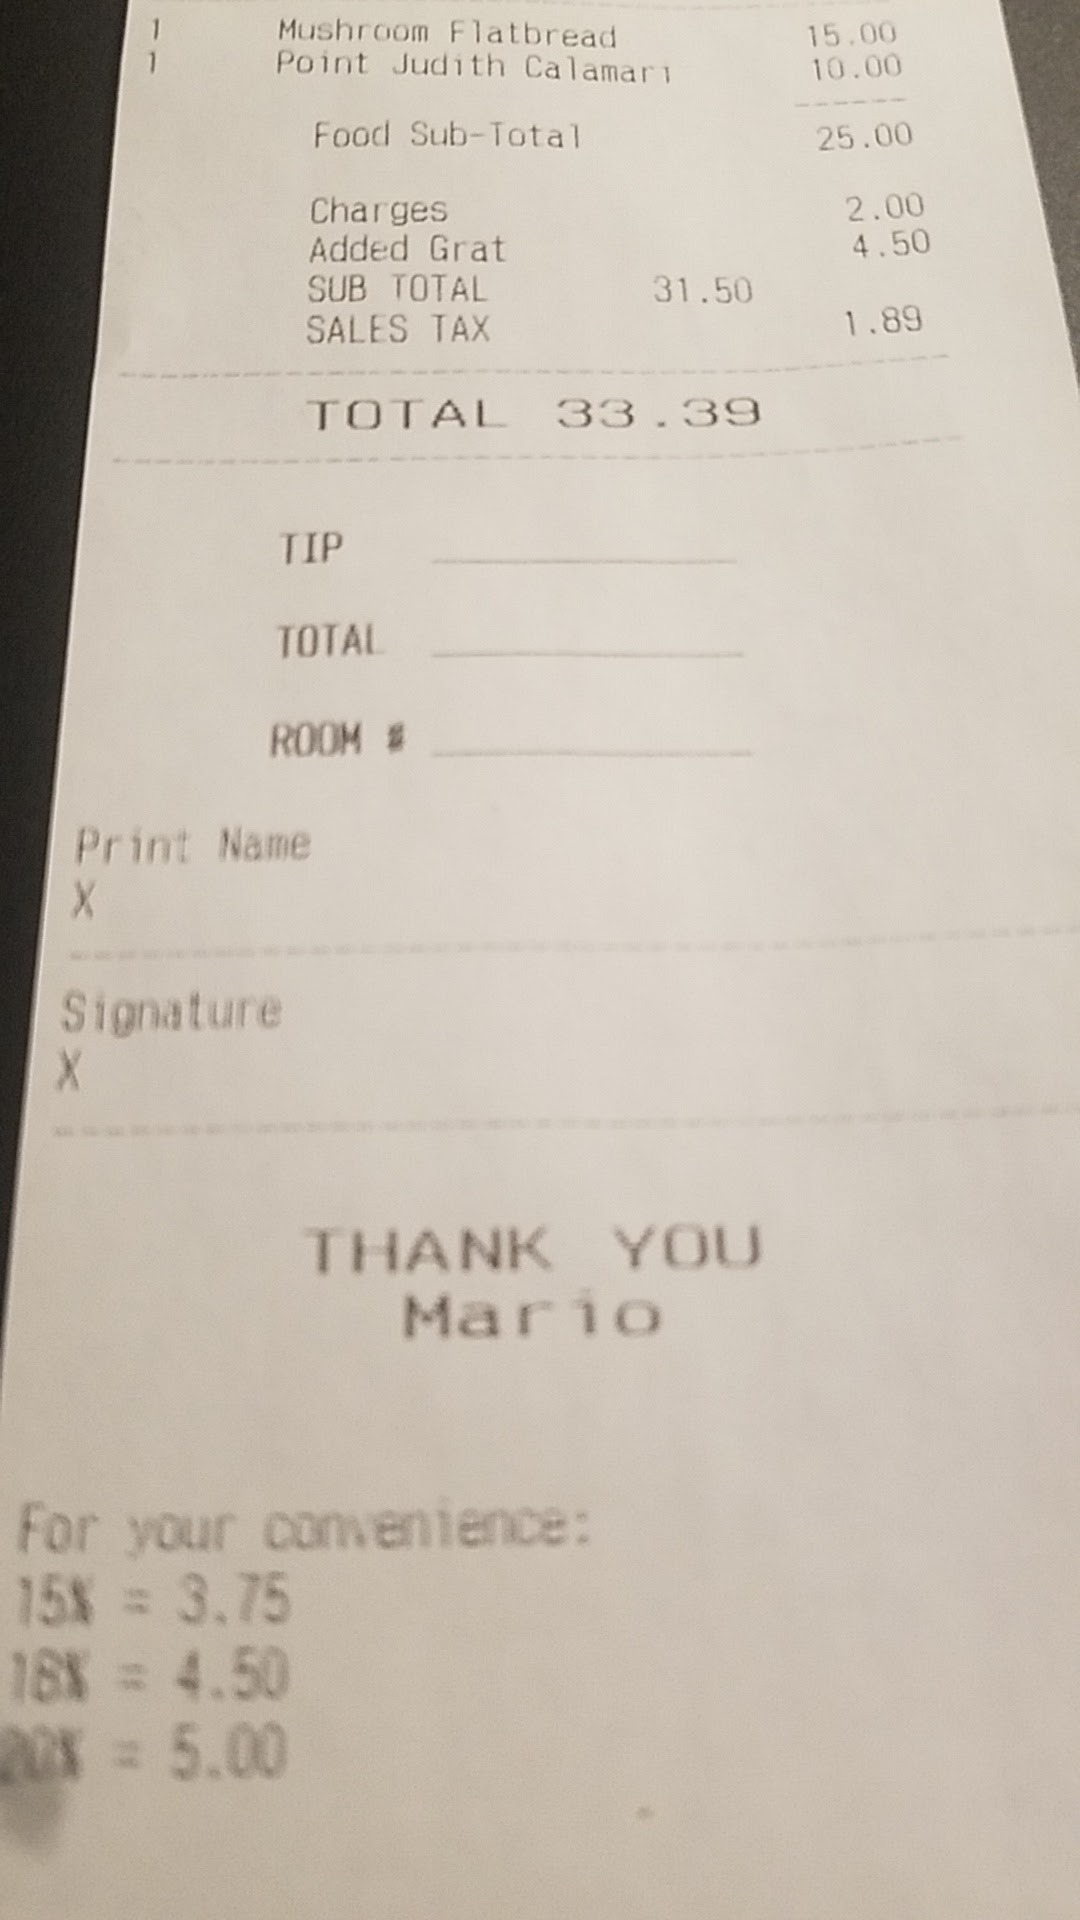 1 Mushroom Flatbread 15.00
1 Point Judith Calamari 10.00
------
Food Sub-Total 25.00
Charges 2.00
Added Grat 4.50
SUB TOTAL 31.50
SALES TAX 1.89
TOTAL 33.39
TIP
TOTAL
ROOM #
Print Name
X
Signature
X
THANK YOU
Mario
For your convenience:
15% = 3.75
18% = 4.50
20% = 5.00